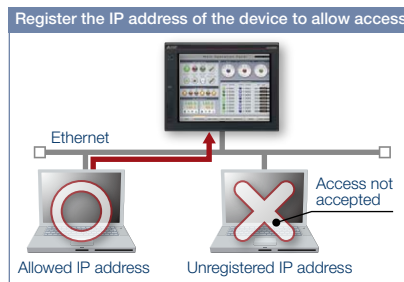 Register the IP address of the device to allow access
Ethernet
Access not
accepted
Allowed IP address
Unregistered IP address